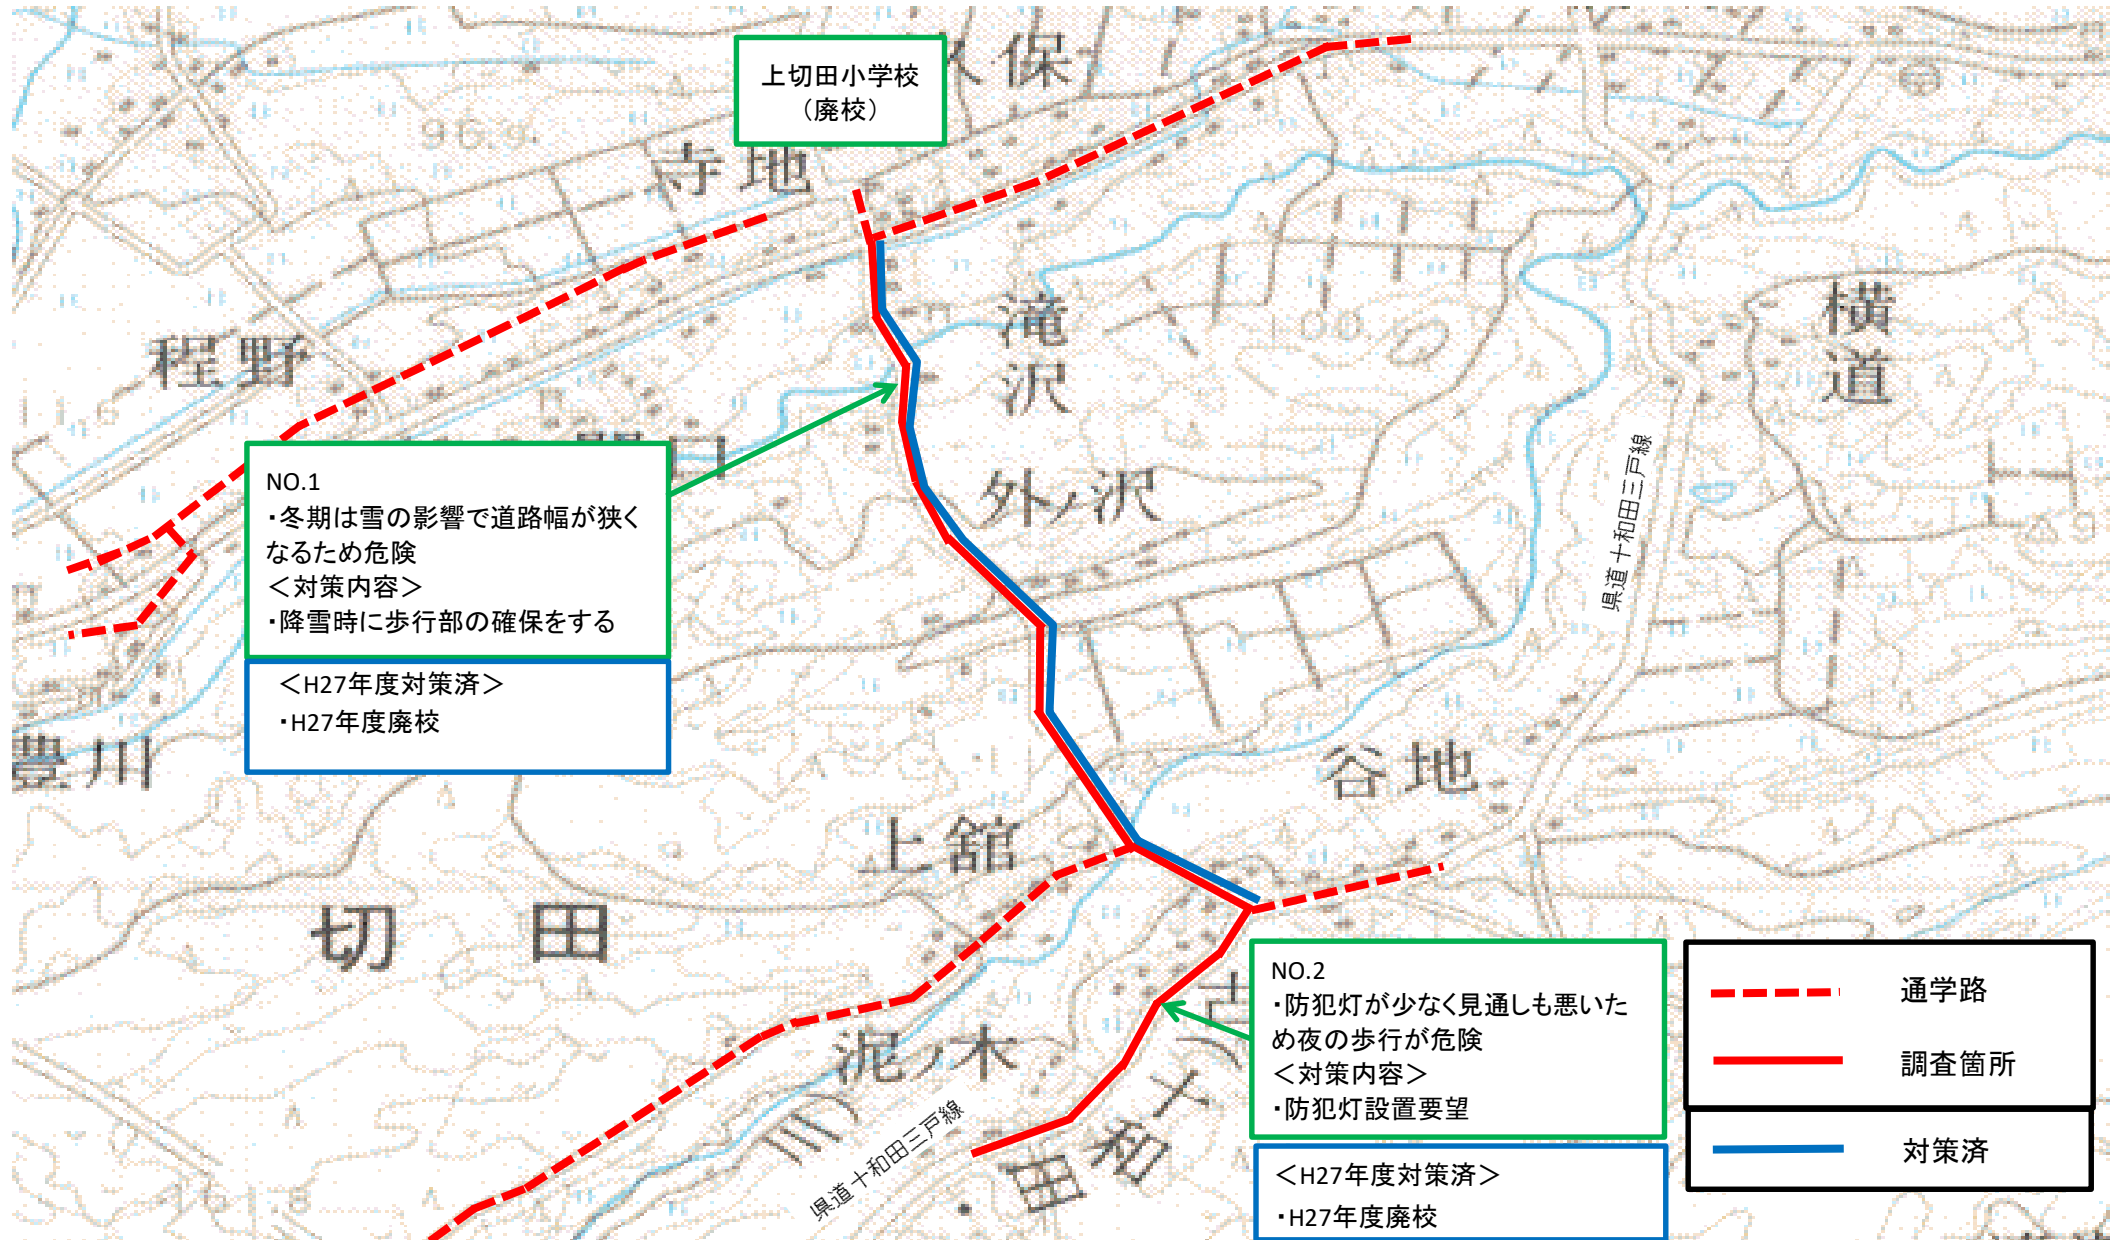 上切田小学校
（廃校）
久保
寺地
程野
滝沢
横道
外ノ沢
県道十和田三戸線
NO.1
・冬期は雪の影響で道路幅が狭く
なるため危険
＜対策内容＞
・降雪時に歩行部の確保をする
＜H27年度対策済＞
・H27年度廃校
豊川
谷地
上舘
切田
泥ノ木
県道十和田三戸線
十和田
NO.2
・防犯灯が少なく見通しも悪いた
め夜の歩行が危険
＜対策内容＞
・防犯灯設置要望
＜H27年度対策済＞
・H27年度廃校
通学路
調査箇所
対策済